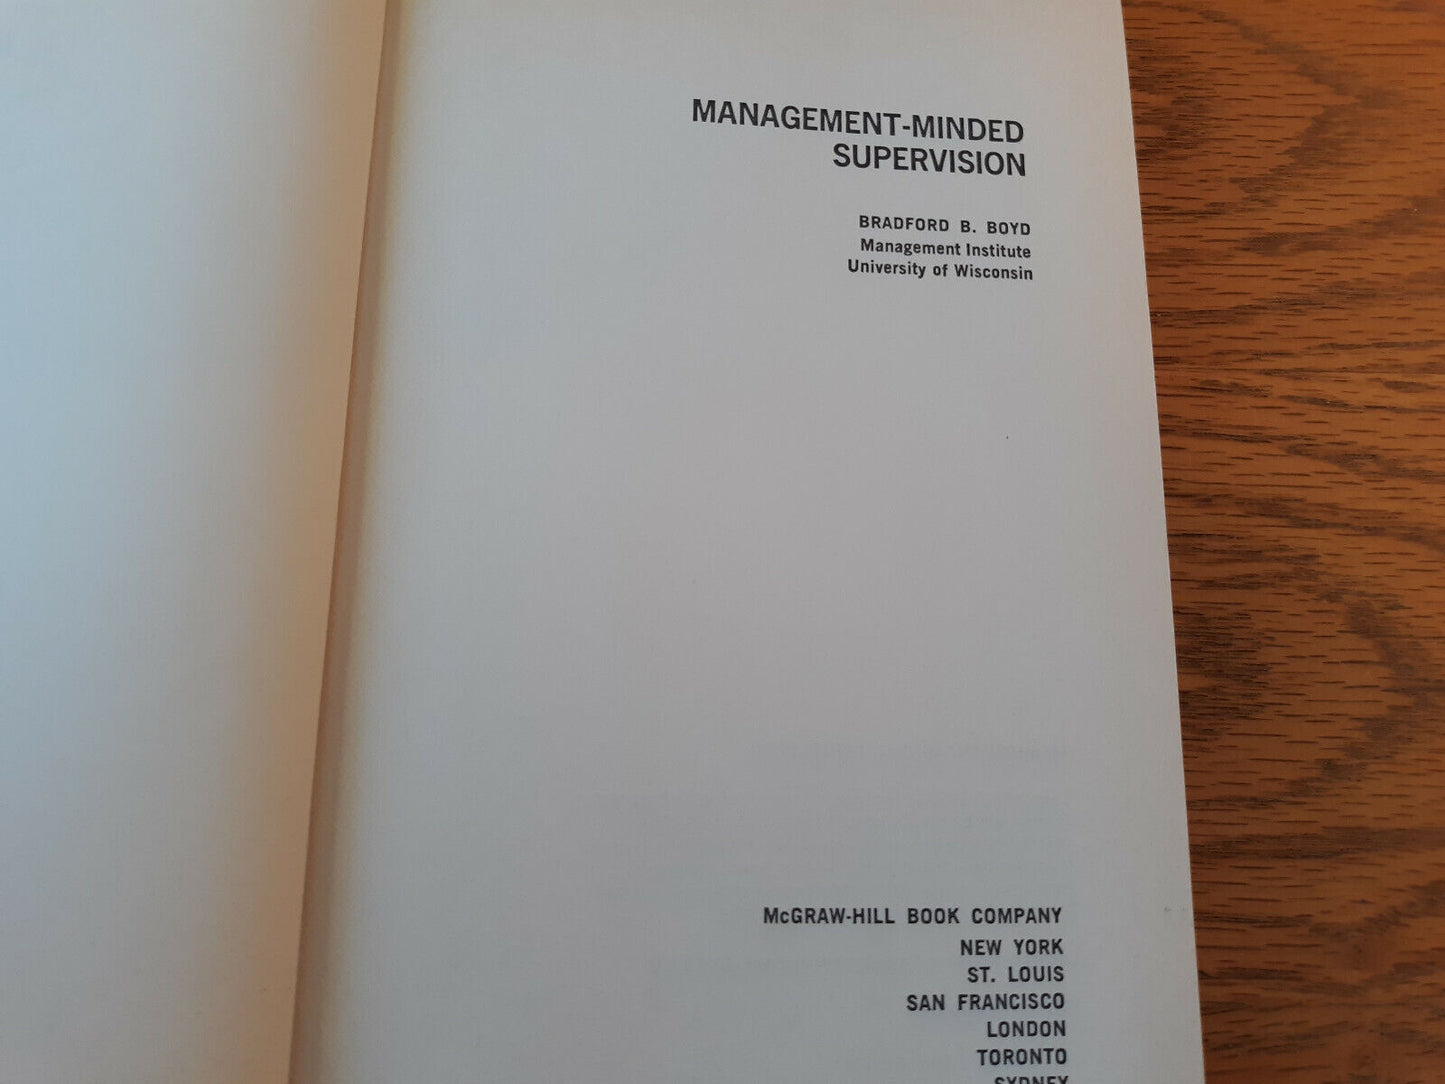 MANAGEMENT-MINDED
SUPERVISION
BRADFORD B. BOYD
Management Institute
University of Wisconsin
McGRAW-HILL BOOK COMPANY
NEW YORK
ST. LOUIS
SAN FRANCISCO
LONDON
TORONTO
SYDNEY